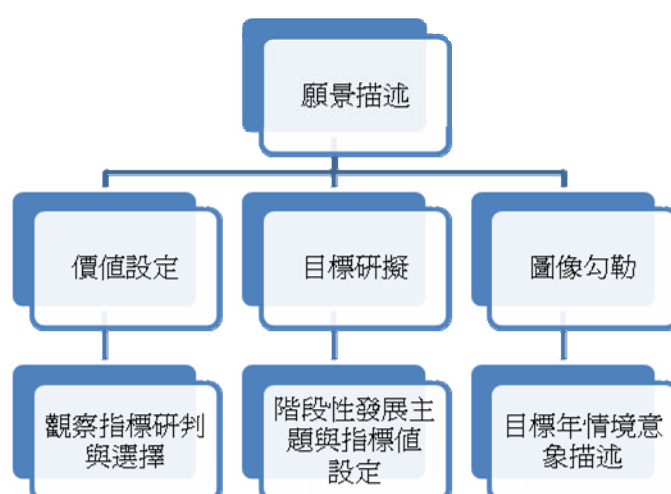 願景描述
價值設定
目標研擬
圖像勾勒
觀察指標研判
與選擇
階段性發展主
題與指標值
設定
目標年情境意
象描述